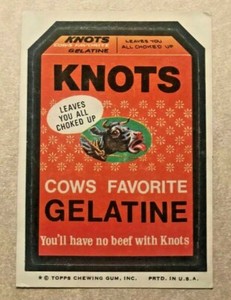 KNOTS
GELATINE
LEAVES YOU
ALL CHOKED UP
KNOTS
LEAVES
YOU ALL
CHOKED UP
COWS FAVORITE
GELATINE
You'll have no beef with Knots
© TOPPS CHEWING GUM, INC. PRTD. IN U.S.A.